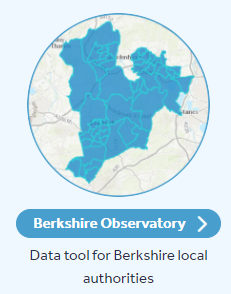 Berkshire Observatory
Data tool for Berkshire local
authorities